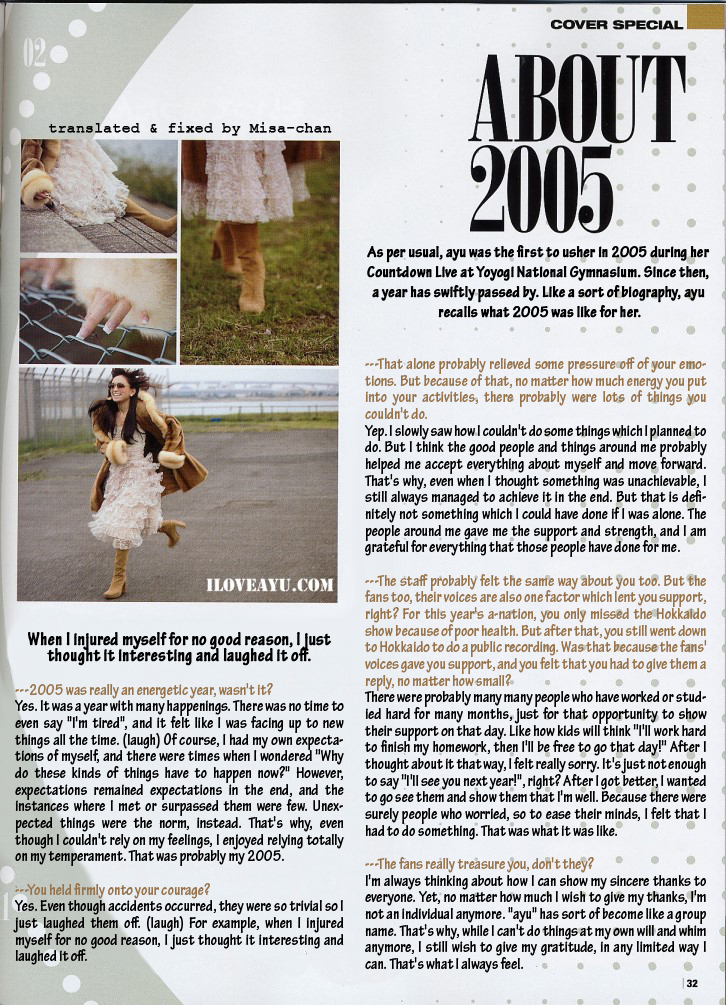 COVER SPECIAL
02
translated & fixed by Misa-chan
ABOUT
2005
As per usual, ayu was the first to usher in 2005 during her
Countdown Live at Yoyogi National Gymnasium. Since then,
a year has swiftly passed by. Like a sort of biography, ayu
recalls what 2005 was like for her.
ILOVEAYU.COM
When I injured myself for no good reason, I just
thought it interesting and laughed it off.
---2005 was really an energetic year, wasn't it?
Yes. It was a year with many happenings. There was no time to
even say "I'm tired", and it felt like I was facing up to new
things all the time. (laugh) Of course, I had my own expecta-
tions of myself, and there were times when I wondered "Why
do these kinds of things have to happen now?" However,
expectations remained expectations in the end, and the
instances where I met or surpassed them were few. Unex-
pected things were the norm, instead. That's why, even
though I couldn't rely on my feelings, I enjoyed relying totally
on my temperament. That was probably my 2005.
---You held firmly onto your courage?
Yes. Even though accidents occurred, they were so trivial so I
just laughed them off. (laugh) For example, when I injured
myself for no good reason, I just thought it interesting and
laughed it off.
---That alone probably relieved some pressure off of your emo-
tions. But because of that, no matter how much energy you put
into your activities, there probably were lots of things you
couldn't do.
Yep. I slowly saw how I couldn't do some things which I planned to
do. But I think the good people and things around me probably
helped me accept everything about myself and move forward.
That's why, even when I thought something was unachievable, I
still always managed to achieve it in the end. But that is defi-
nitely not something which I could have done if I was alone. The
people around me gave me the support and strength, and I am
grateful for everything that those people have done for me.
---The staff probably felt the same way about you too. But the
fans too, their voices are also one factor which lent you support,
right? For this year's a-nation, you only missed the Hokkaido
show because of poor health. But after that, you still went down
to Hokkaido to do a public recording. Was that because the fans'
voices gave you support, and you felt that you had to give them a
reply, no matter how small?
There were probably many many people who have worked or stud-
ied hard for many months, just for that opportunity to show
their support on that day. Like how kids will think "I'll work hard
to finish my homework, then I'll be free to go that day!" After I
thought about it that way, I felt really sorry. It's just not enough
to say "I'll see you next year!", right? After I got better, I wanted
to go see them and show them that I'm well. Because there were
surely people who worried, so to ease their minds, I felt that I
had to do something. That was what it was like.
---The fans really treasure you, don't they?
I'm always thinking about how I can show my sincere thanks to
everyone. Yet, no matter how much I wish to give my thanks, I'm
not an individual anymore. "ayu" has sort of become like a group
name. That's why, while I can't do things at my own will and whim
anymore, I still wish to give my gratitude, in any limited way I
can. That's what I always feel.
32